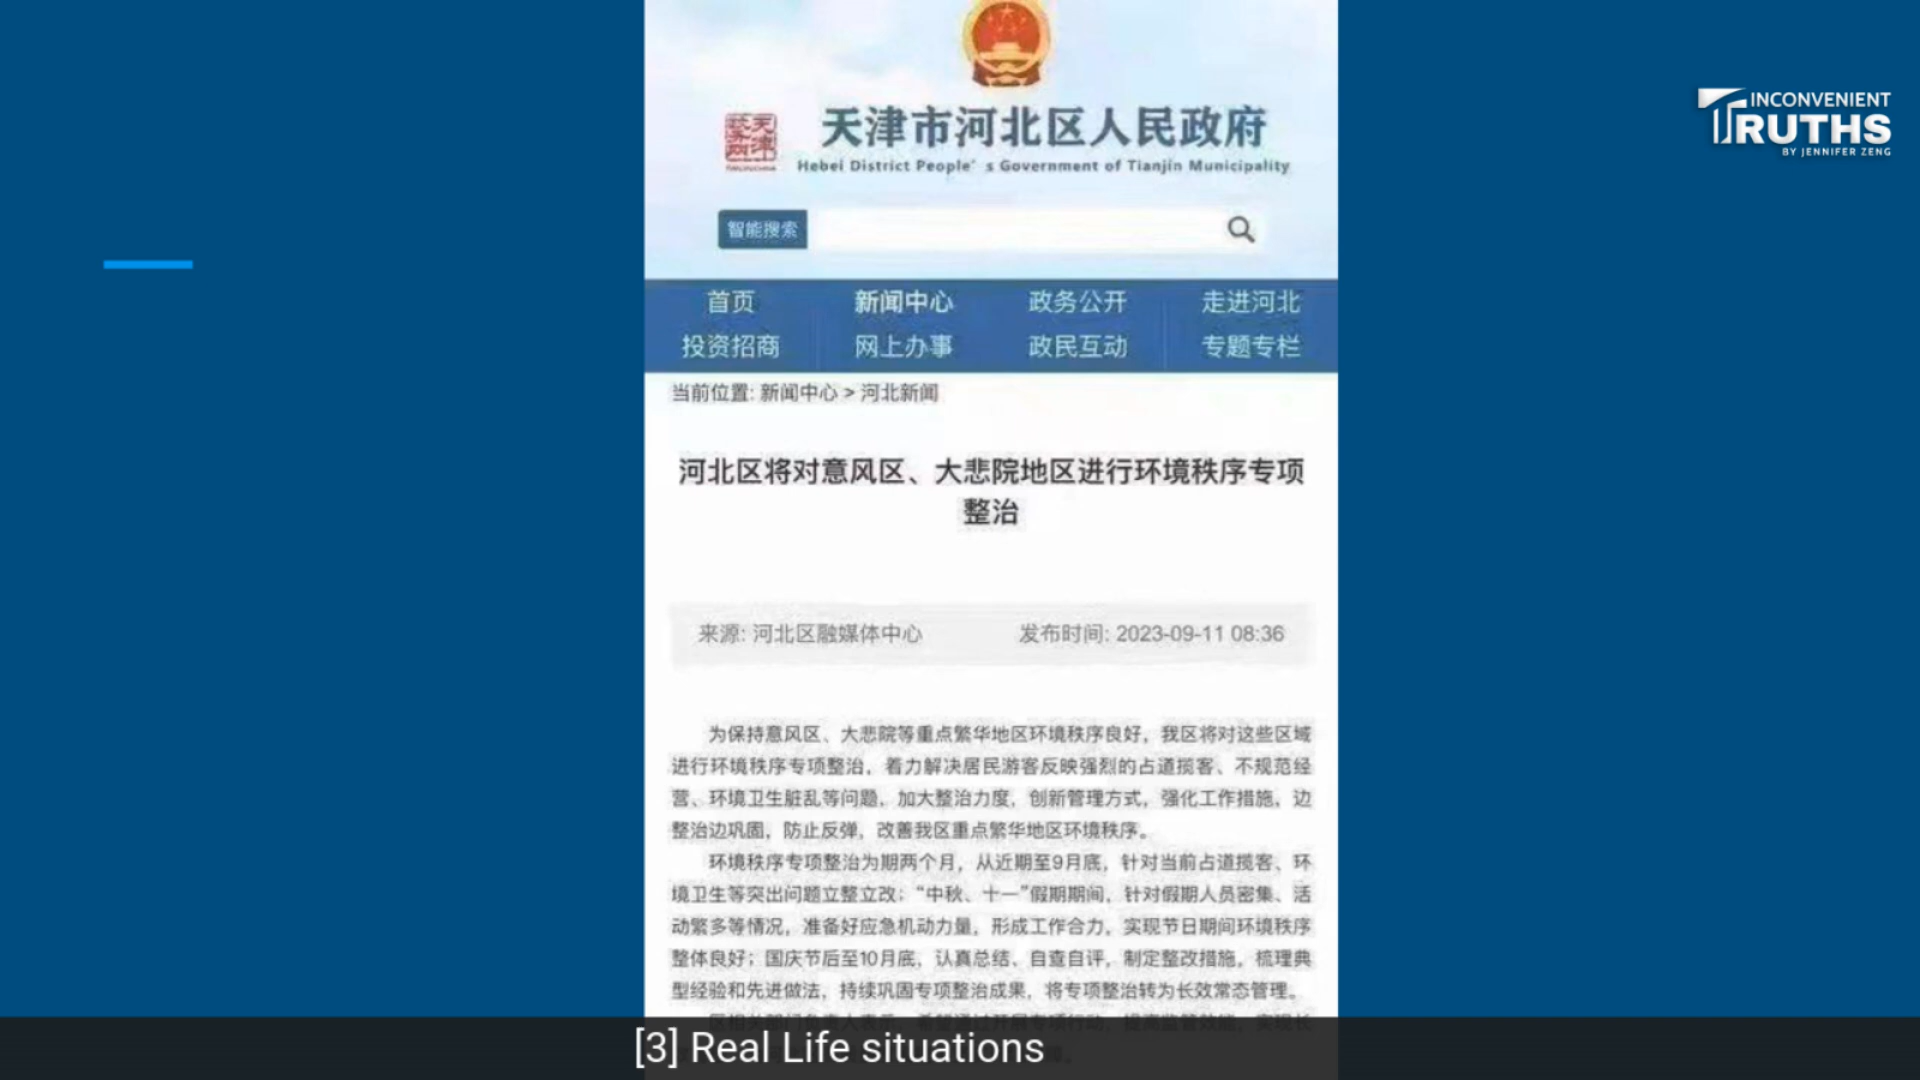 INCONVENIENT
TRUTHS
BY JENNIFER ZENG
天津市河北区人民政府
Hebei District People's Government of Tianjin Municipality
智能搜索
首页 新闻中心 政务公开 走进河北
投资招商 网上办事 政民互动 专题专栏
当前位置: 新闻中心 > 河北新闻
河北区将对意风区、大悲院地区进行环境秩序专项
整治
来源: 河北区融媒体中心 发布时间: 2023-09-11 08:36
为保持意风区、大悲院等重点繁华地区环境秩序良好，我区将对这些区域
进行环境秩序专项整治，着力解决居民游客反映强烈的占道揽客、不规范经
营、环境卫生脏乱等问题，加大整治力度，创新管理方式，强化工作措施，边
整治边巩固，防止反弹，改善我区重点繁华地区环境秩序。
环境秩序专项整治为期两个月，从近期至9月底，针对当前占道揽客、环
境卫生等突出问题立整立改；“中秋、十一”假期期间，针对假期人员密集、活
动繁多等情况，准备好应急机动力量，形成工作合力，实现节日期间环境秩序
整体良好；国庆节后至10月底，认真总结、自查自评，制定整改措施，梳理典
型经验和先进做法，持续巩固专项整治成果，将专项整治转为长效常态管理。
[3] Real Life situations